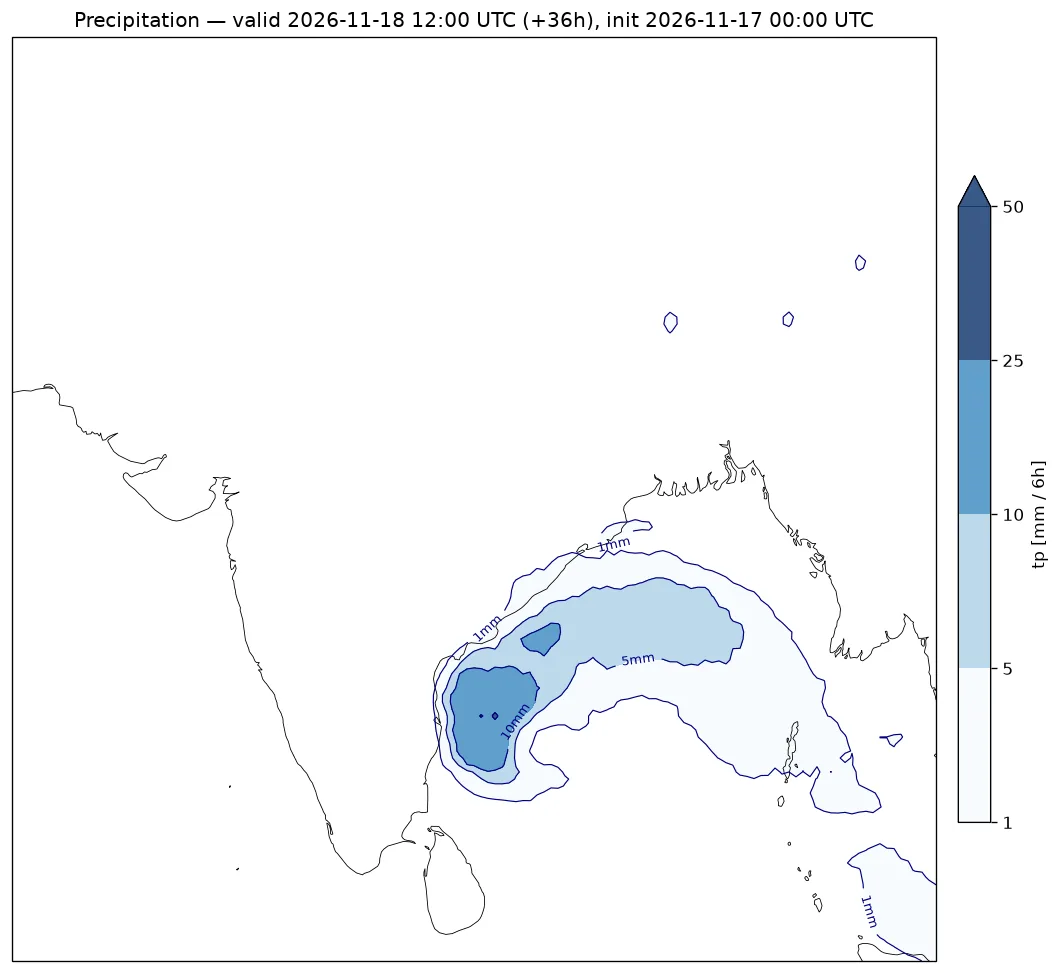 Precipitation — valid 2026-11-18 12:00 UTC (+36h), init 2026-11-17 00:00 UTC
50
25
10
5
1
tp [mm / 6h]
1mm
1mm
5mm
10mm
1mm